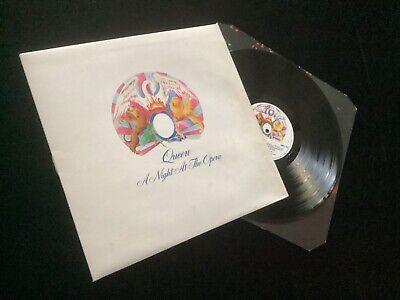 Queen
A Night At The Opera